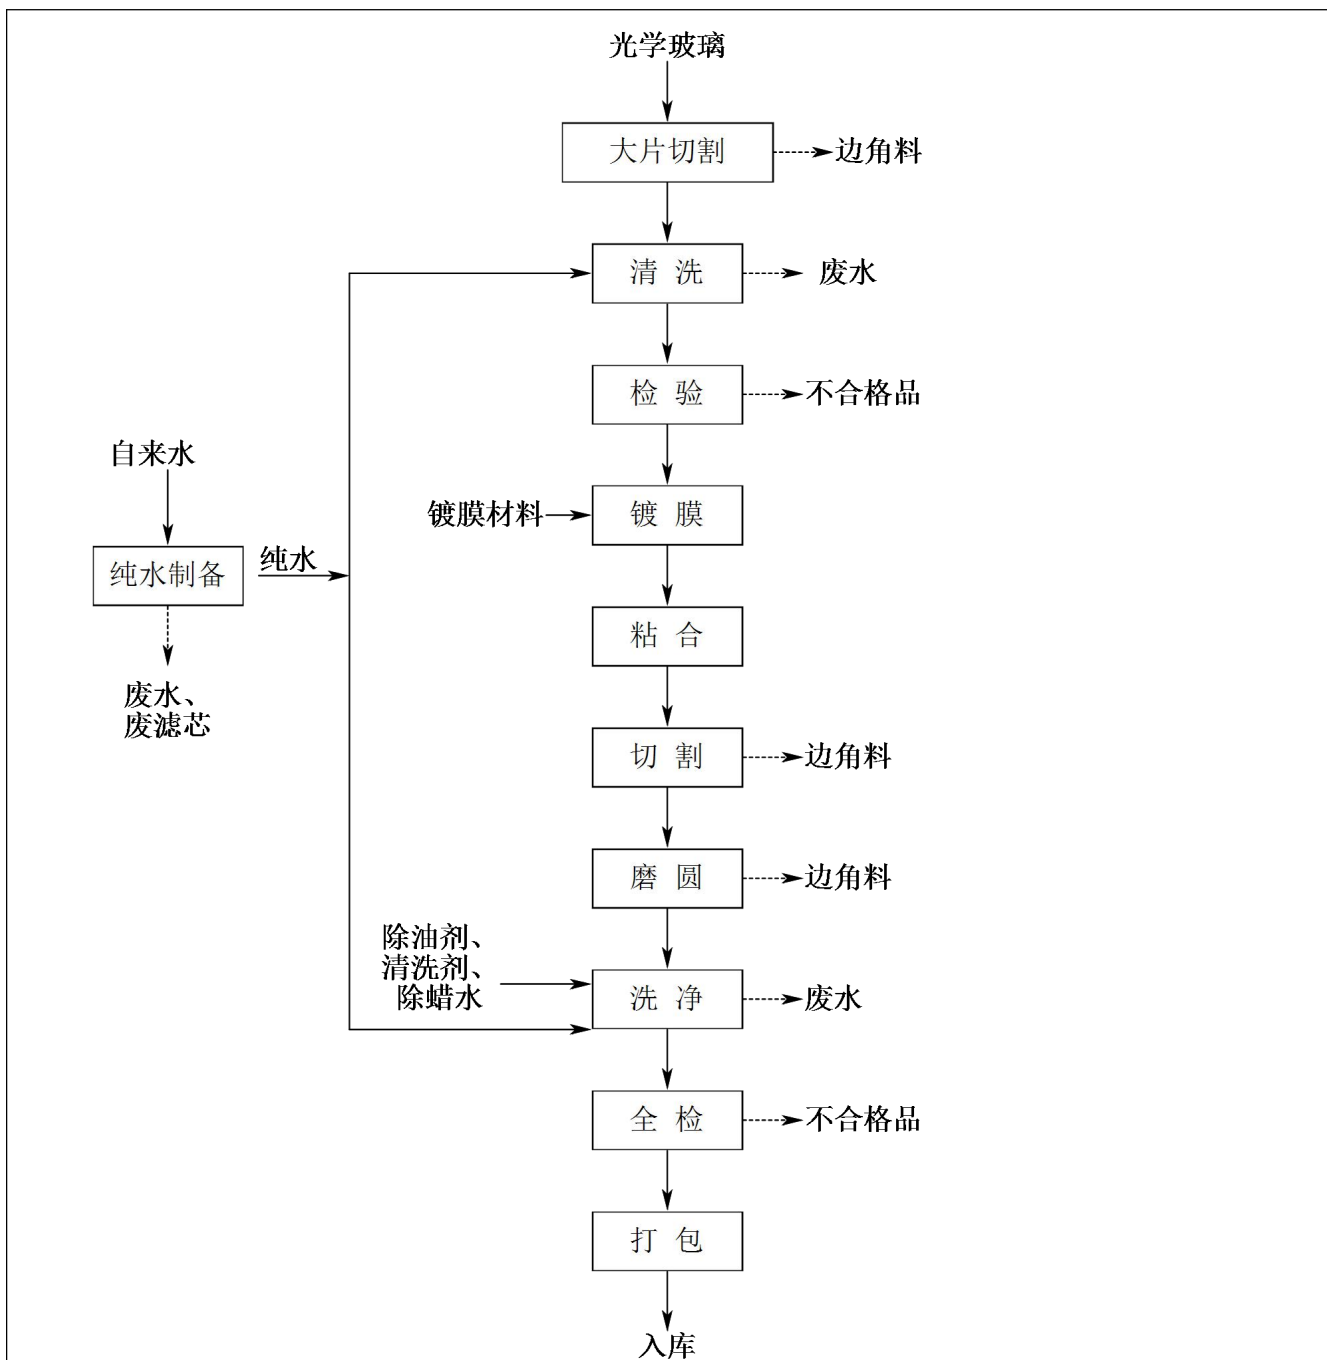 光学玻璃
大片切割
边角料
清洗
废水
检验
不合格品
自来水
镀膜材料
镀膜
纯水
纯水制备
粘合
废水、
废滤芯
切割
边角料
磨圆
边角料
除油剂、
清洗剂、
除蜡水
洗净
废水
全检
不合格品
打包
入库